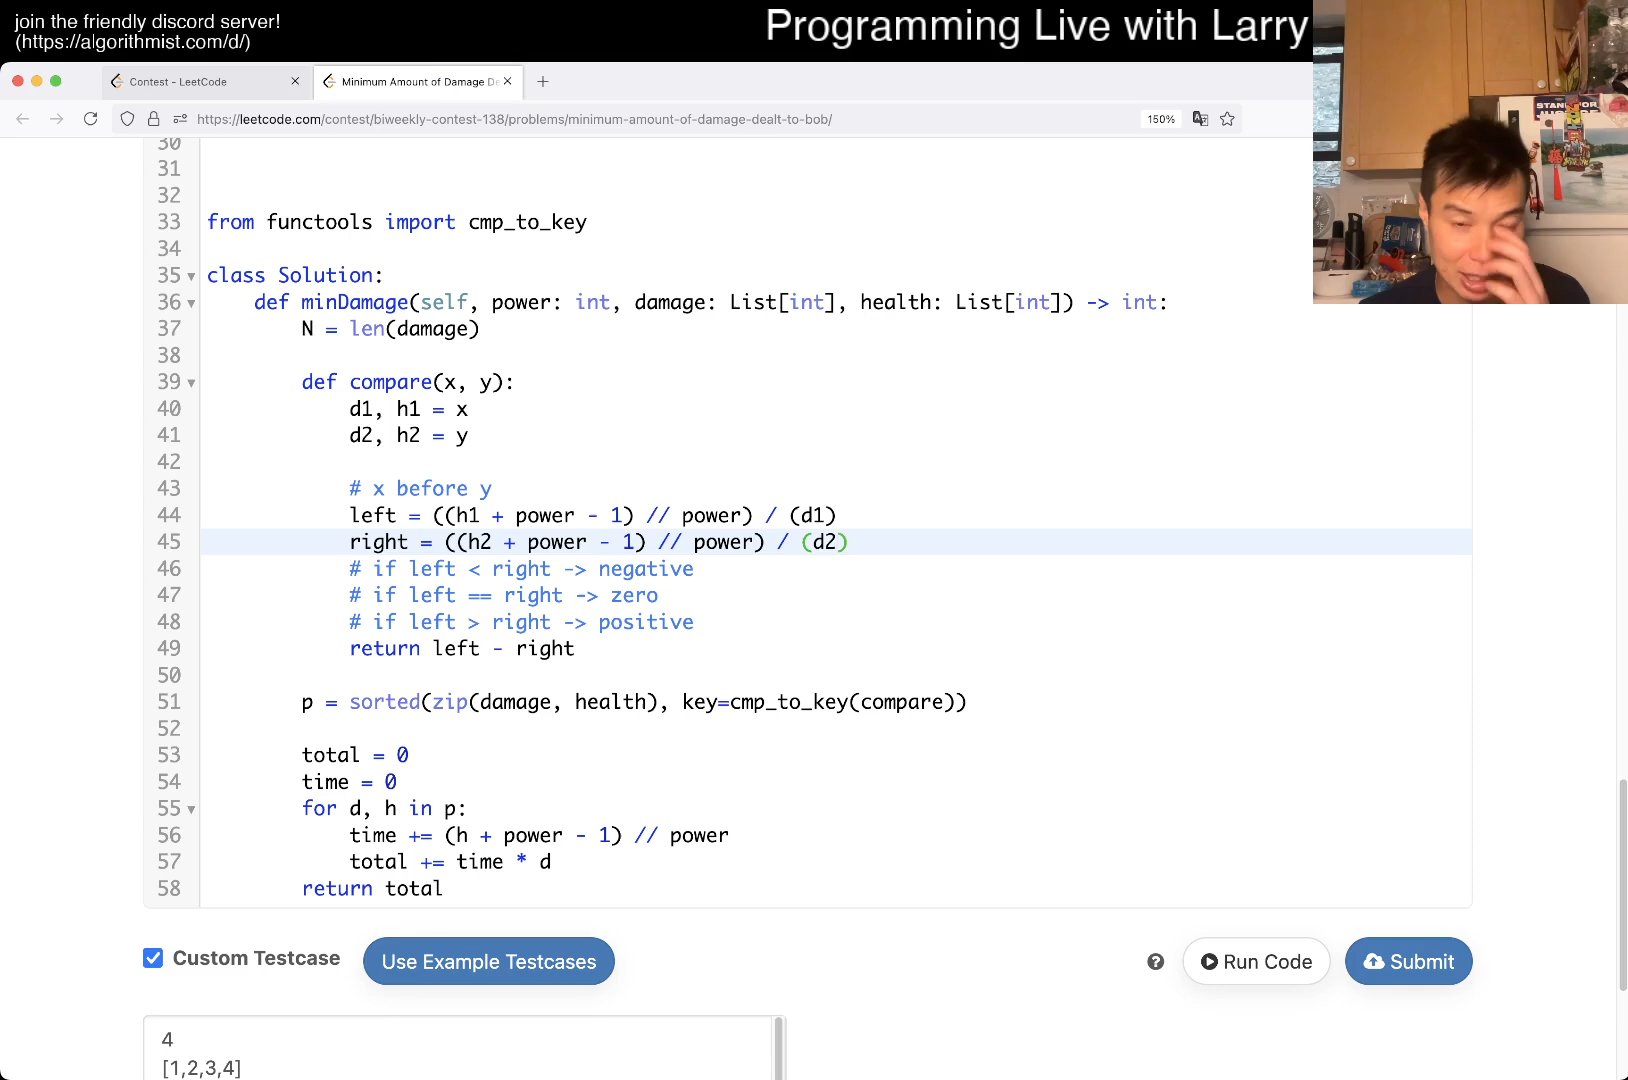 join the friendly discord server!
(https://algorithmist.com/d/)
Programming Live with Larry
Contest - LeetCode
Minimum Amount of Damage De
https://leetcode.com/contest/biweekly-contest-138/problems/minimum-amount-of-damage-dealt-to-bob/
150%
30
31
32
33 from functools import cmp_to_key
34
35 class Solution:
36 def minDamage(self, power: int, damage: List[int], health: List[int]) -> int:
37 N = len(damage)
38
39 def compare(x, y):
40 d1, h1 = x
41 d2, h2 = y
42
43 # x before y
44 left = ((h1 + power - 1) // power) / (d1)
45 right = ((h2 + power - 1) // power) / (d2)
46 # if left < right -> negative
47 # if left == right -> zero
48 # if left > right -> positive
49 return left - right
50
51 p = sorted(zip(damage, health), key=cmp_to_key(compare))
52
53 total = 0
54 time = 0
55 for d, h in p:
56 time += (h + power - 1) // power
57 total += time * d
58 return total
Custom Testcase
Use Example Testcases
Run Code
Submit
4
[1,2,3,4]